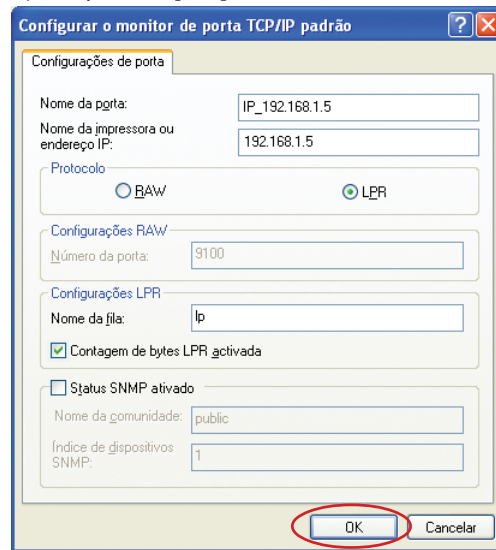 Configurar o monitor de porta TCP/IP padrão
Configurações de porta
Nome da porta: IP_192.168.1.5
Nome da impressora ou
endereço IP: 192.168.1.5
Protocolo
RAW LPR
Configurações RAW
Número da porta: 9100
Configurações LPR
Nome da fila: lp
Contagem de bytes LPR activada
Status SNMP ativado
Nome da comunidade: public
Índice de dispositivos
SNMP: 1
OK Cancelar